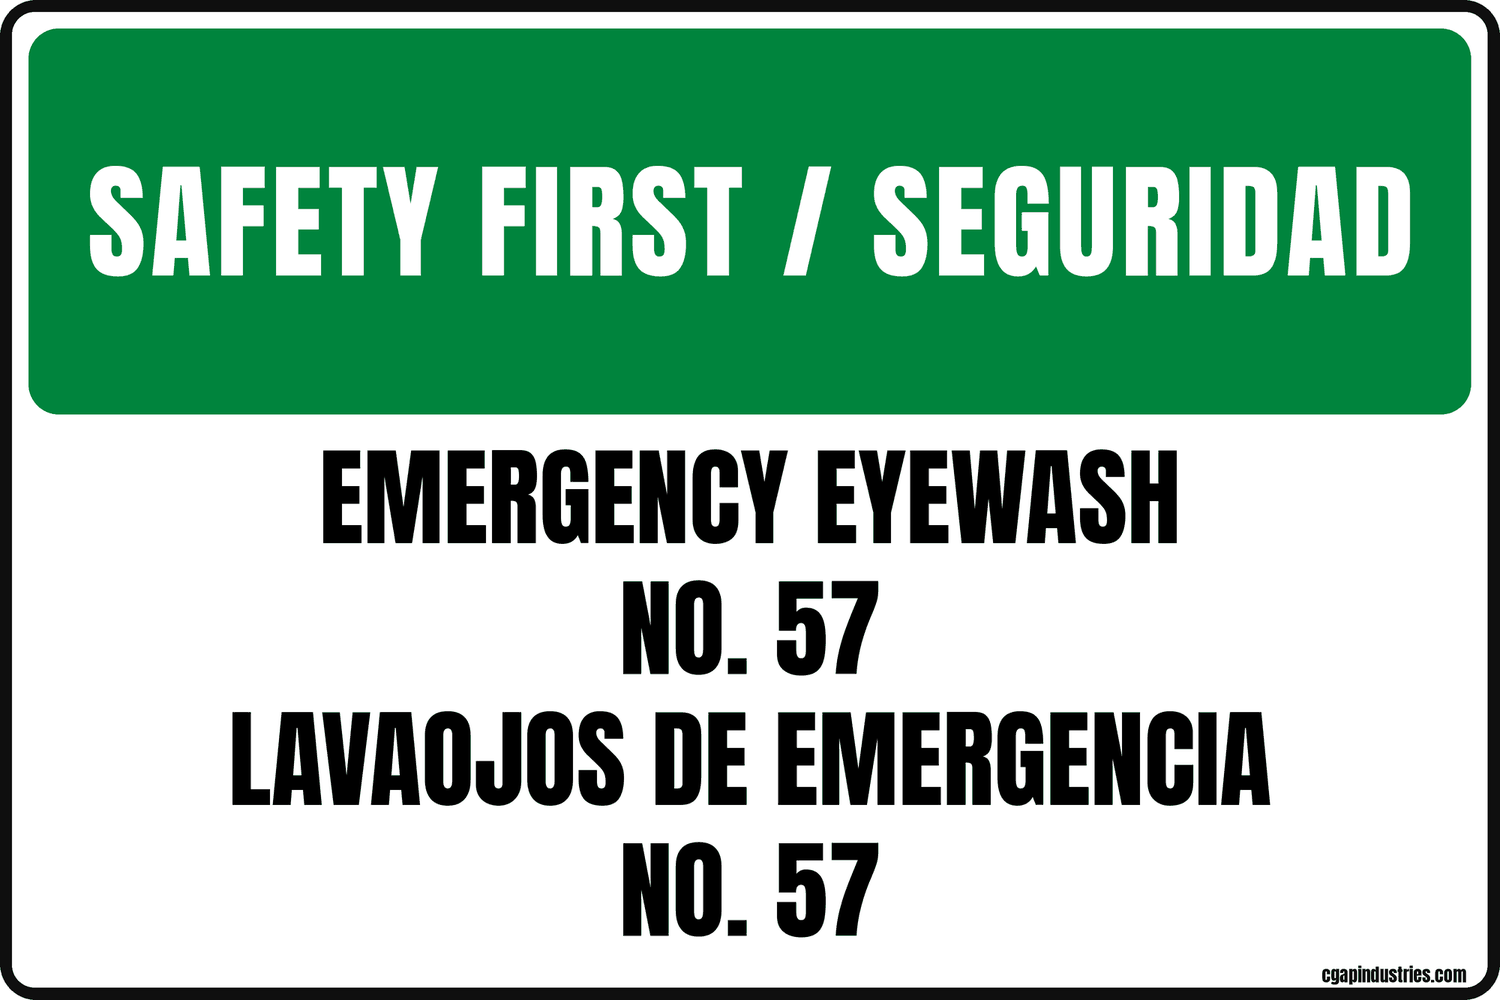 SAFETY FIRST / SEGURIDAD
EMERGENCY EYEWASH
NO. 57
LAVAOJOS DE EMERGENCIA
NO. 57
cgapindustries.com